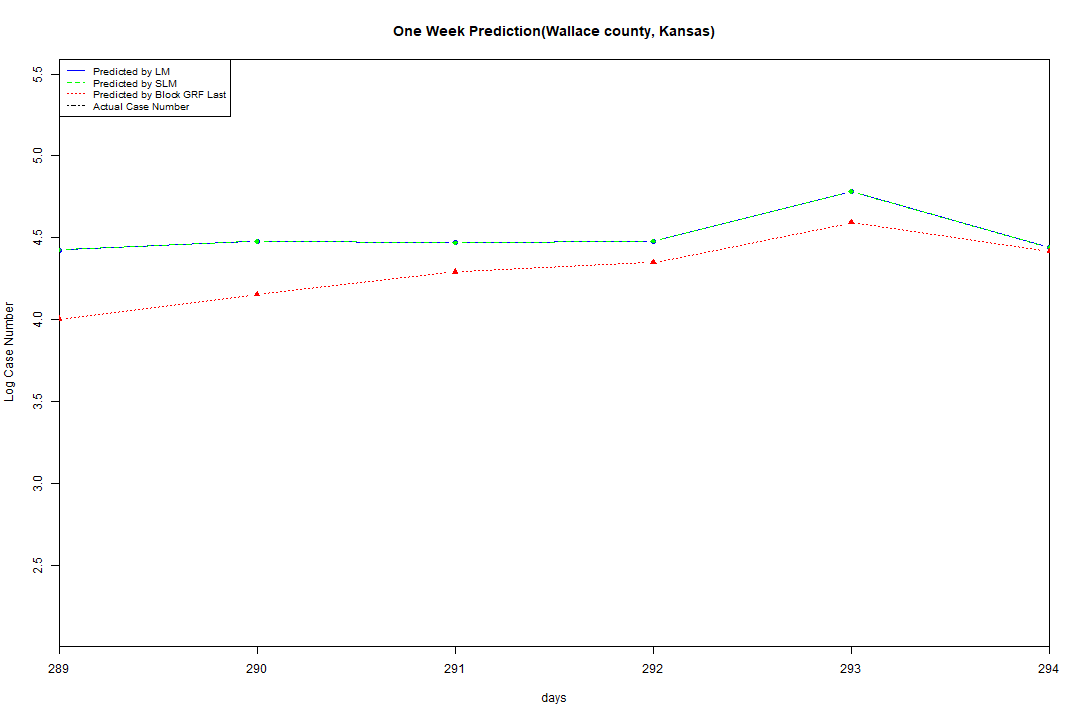 One Week Prediction(Wallace county, Kansas)
Predicted by LM
Predicted by SLM
Predicted by Block GRF Last
Actual Case Number
5.5
5.0
4.5
4.0
3.5
3.0
2.5
Log Case Number
289 290 291 292 293 294
days